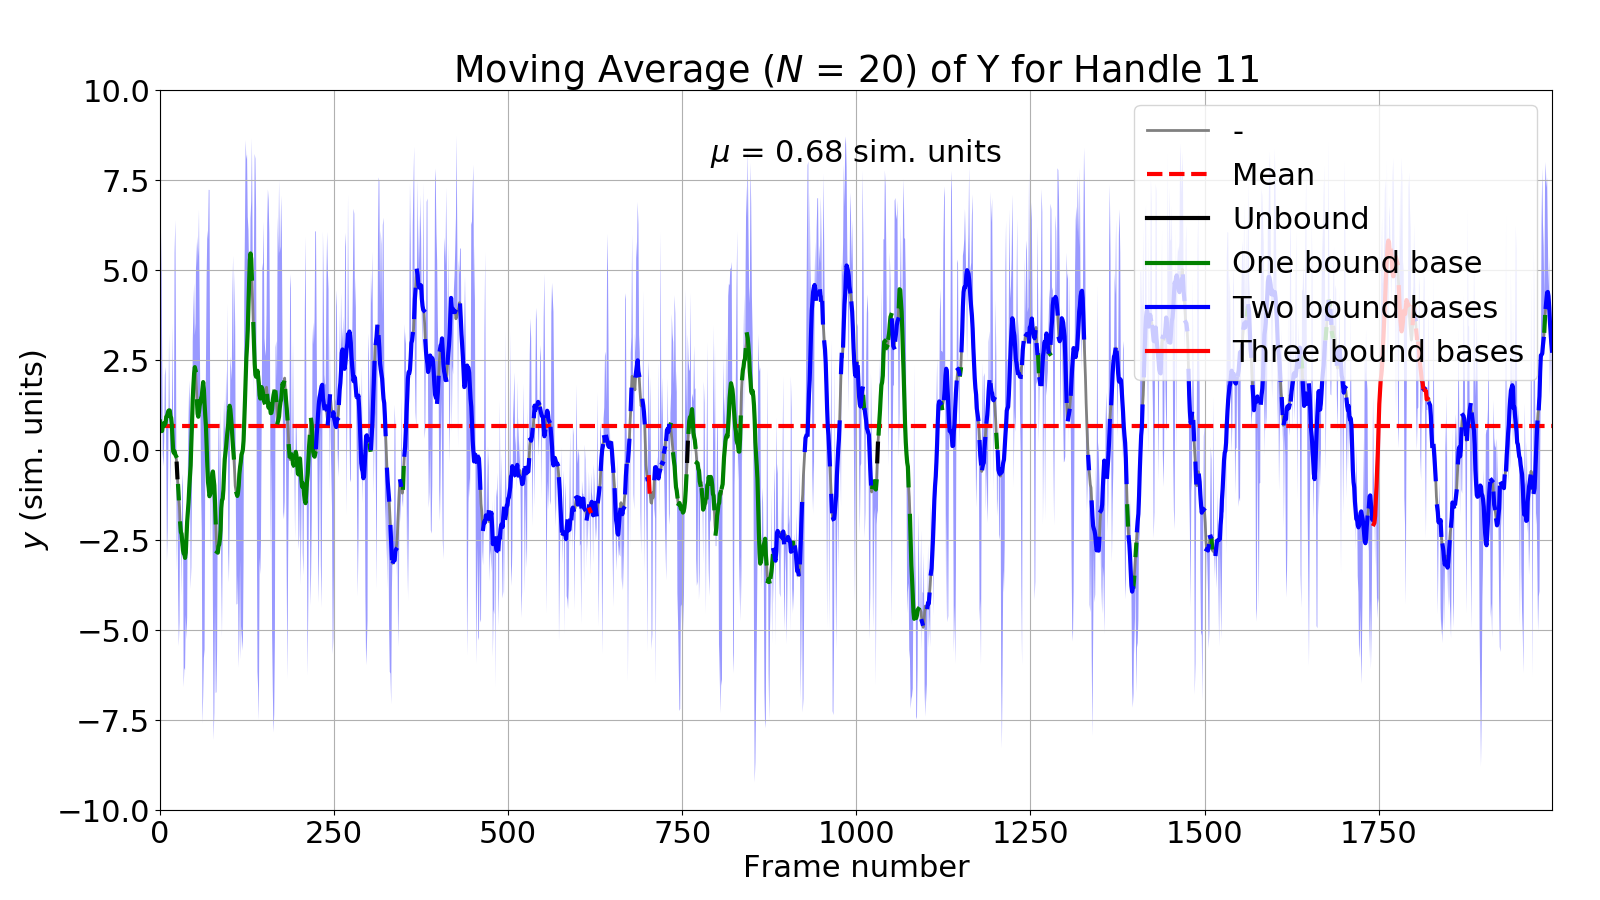 Moving Average (N = 20) of Y for Handle 11
μ = 0.68 sim. units
-
Mean
Unbound
One bound base
Two bound bases
Three bound bases
y (sim. units)
10.0
7.5
5.0
2.5
0.0
−2.5
−5.0
−7.5
−10.0
0 250 500 750 1000 1250 1500 1750
Frame number